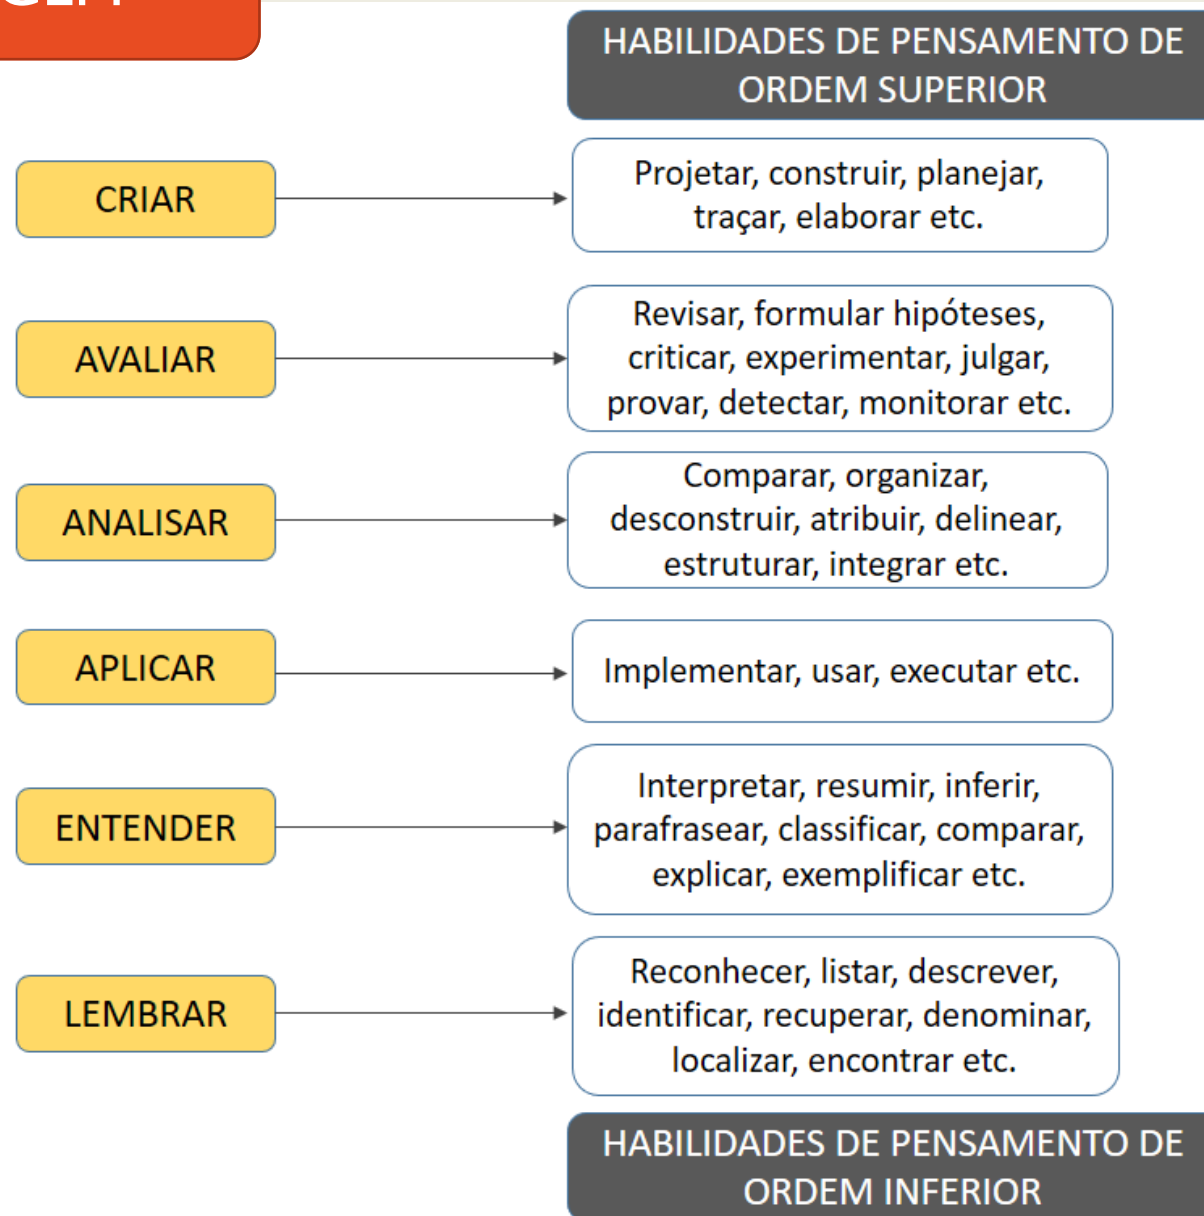 HABILIDADES DE PENSAMENTO DE
ORDEM SUPERIOR
CRIAR
Projetar, construir, planejar,
traçar, elaborar etc.
AVALIAR
Revisar, formular hipóteses,
criticar, experimentar, julgar,
provar, detectar, monitorar etc.
ANALISAR
Comparar, organizar,
desconstruir, atribuir, delinear,
estruturar, integrar etc.
APLICAR
Implementar, usar, executar etc.
ENTENDER
Interpretar, resumir, inferir,
parafrasear, classificar, comparar,
explicar, exemplificar etc.
LEMBRAR
Reconhecer, listar, descrever,
identificar, recuperar, denominar,
localizar, encontrar etc.
HABILIDADES DE PENSAMENTO DE
ORDEM INFERIOR